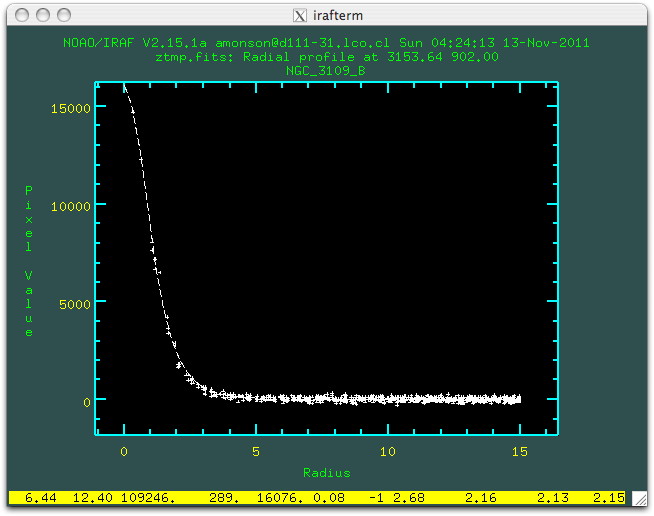 irafterm
NOAO/IRAF V2.15.1a amonson@d111-31.lco.cl Sun 04:24:13 13-Nov-2011
ztmp.fits: Radial profile at 3153.64 902.00
NGC_3109_B
15000
10000
5000
0
Pixel Value
0 5 10 15
Radius
6.44 12.40 109246. 289. 16076. 0.08 -1 2.68 2.16 2.13 2.15